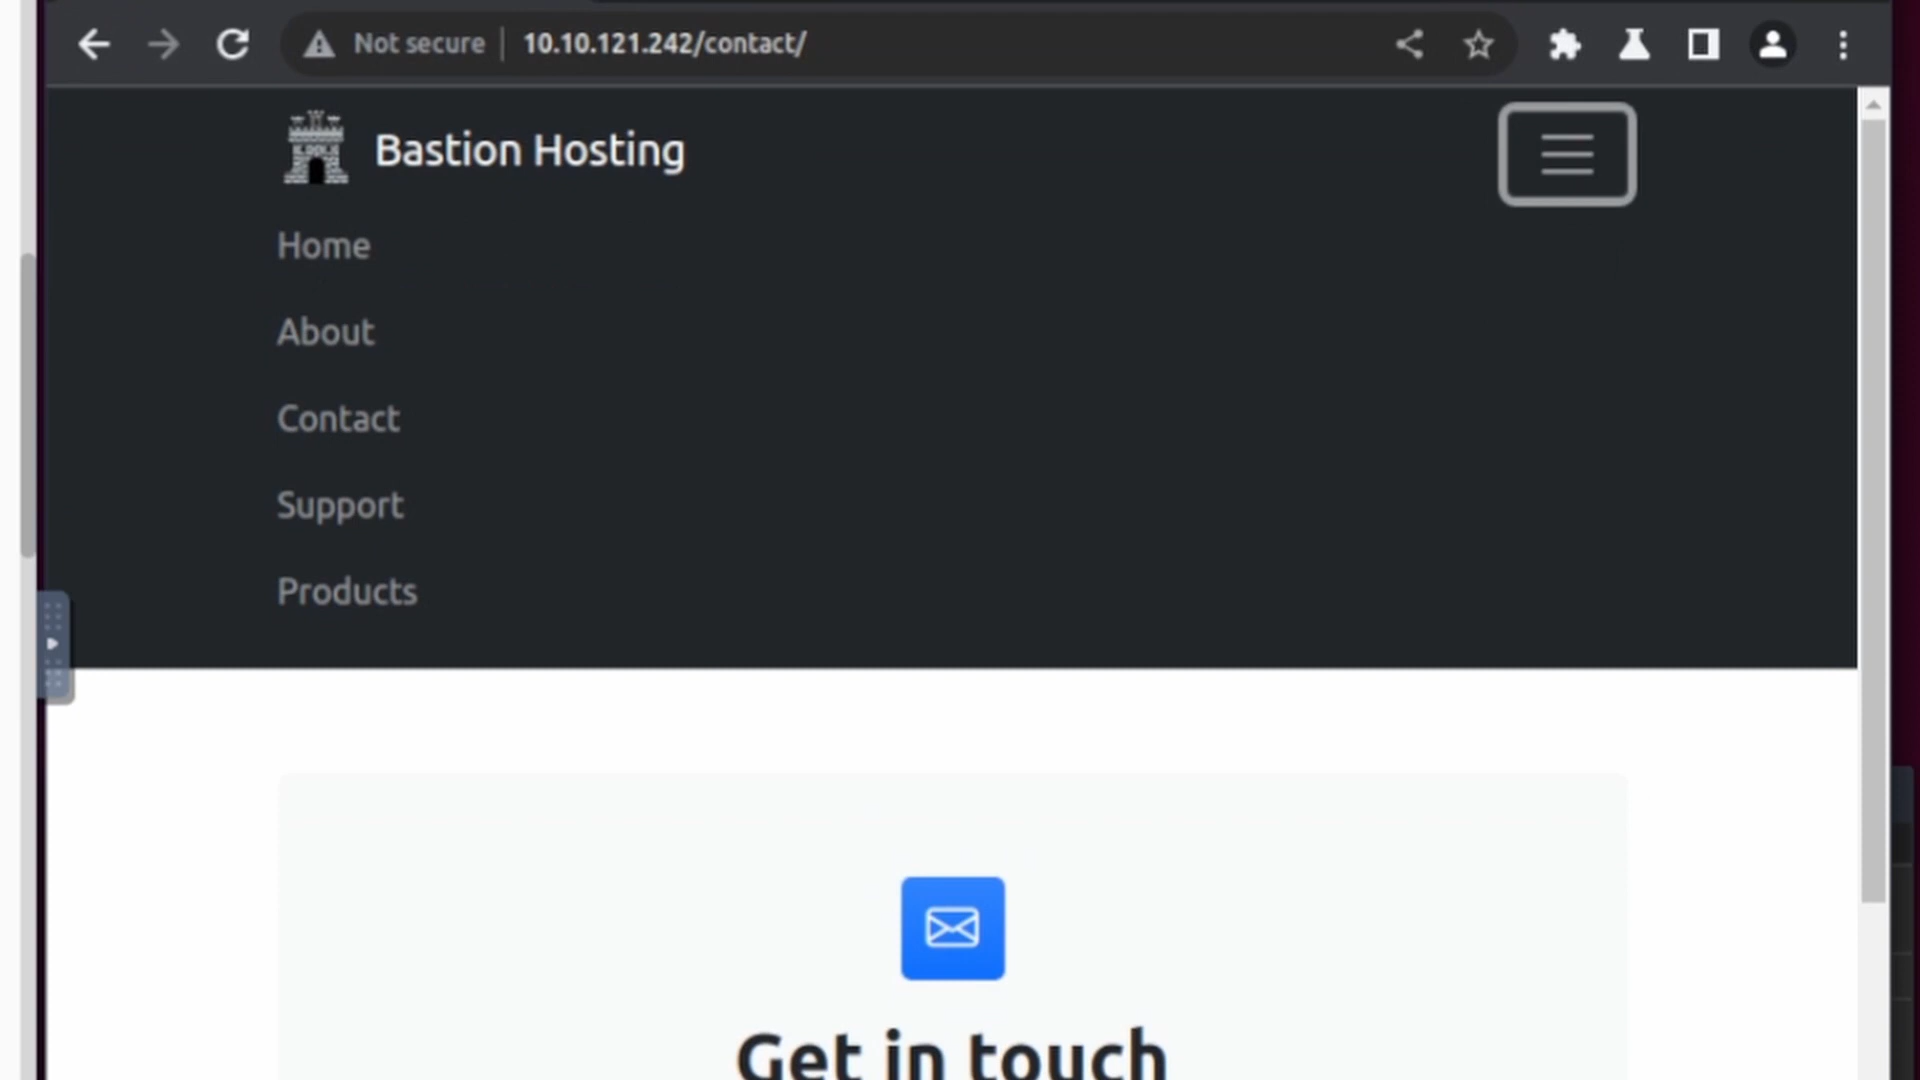 Not secure 10.10.121.242/contact/
Bastion Hosting
Home
About
Contact
Support
Products
Get in touch